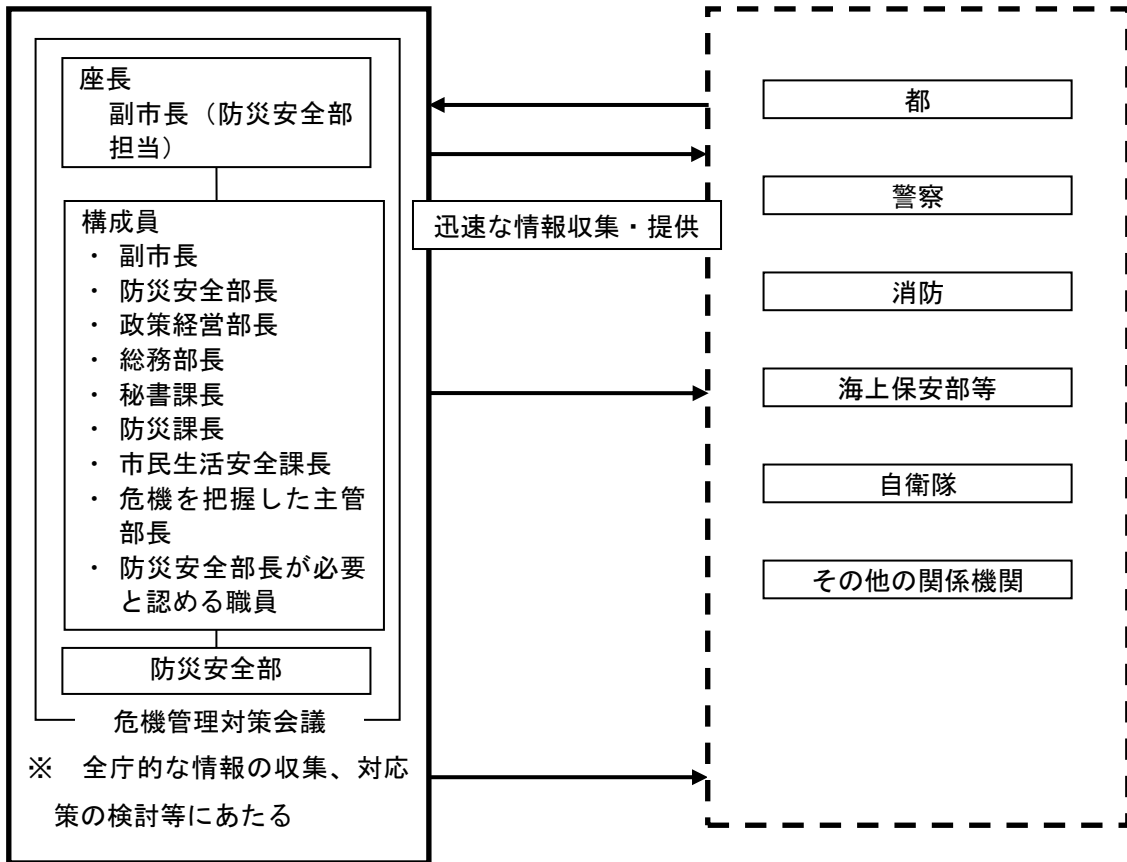 座長
副市長（防災安全部
担当）
構成員
・ 副市長
・ 防災安全部長
・ 政策経営部長
・ 総務部長
・ 秘書課長
・ 防災課長
・ 市民生活安全課長
・ 危機を把握した主管
部長
・ 防災安全部長が必要
と認める職員
防災安全部
危機管理対策会議
※ 全庁的な情報の収集、対応
策の検討等にあたる
迅速な情報収集・提供
都
警察
消防
海上保安部等
自衛隊
その他の関係機関